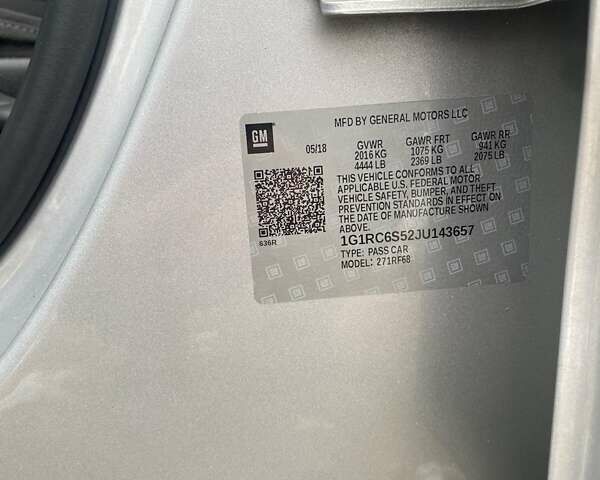 MFD BY GENERAL MOTORS LLC
GM
05/18
GVWR GAWR FRT GAWR RR
2016 KG 1075 KG 941 KG
4444 LB 2369 LB 2075 LB
THIS VEHICLE CONFORMS TO ALL
APPLICABLE U.S. FEDERAL MOTOR
VEHICLE SAFETY, BUMPER, AND THEFT
PREVENTION STANDARDS IN EFFECT ON
THE DATE OF MANUFACTURE SHOWN
ABOVE.
636R
1G1RC6S52JU143657
TYPE: PASS CAR
MODEL: 271RF68